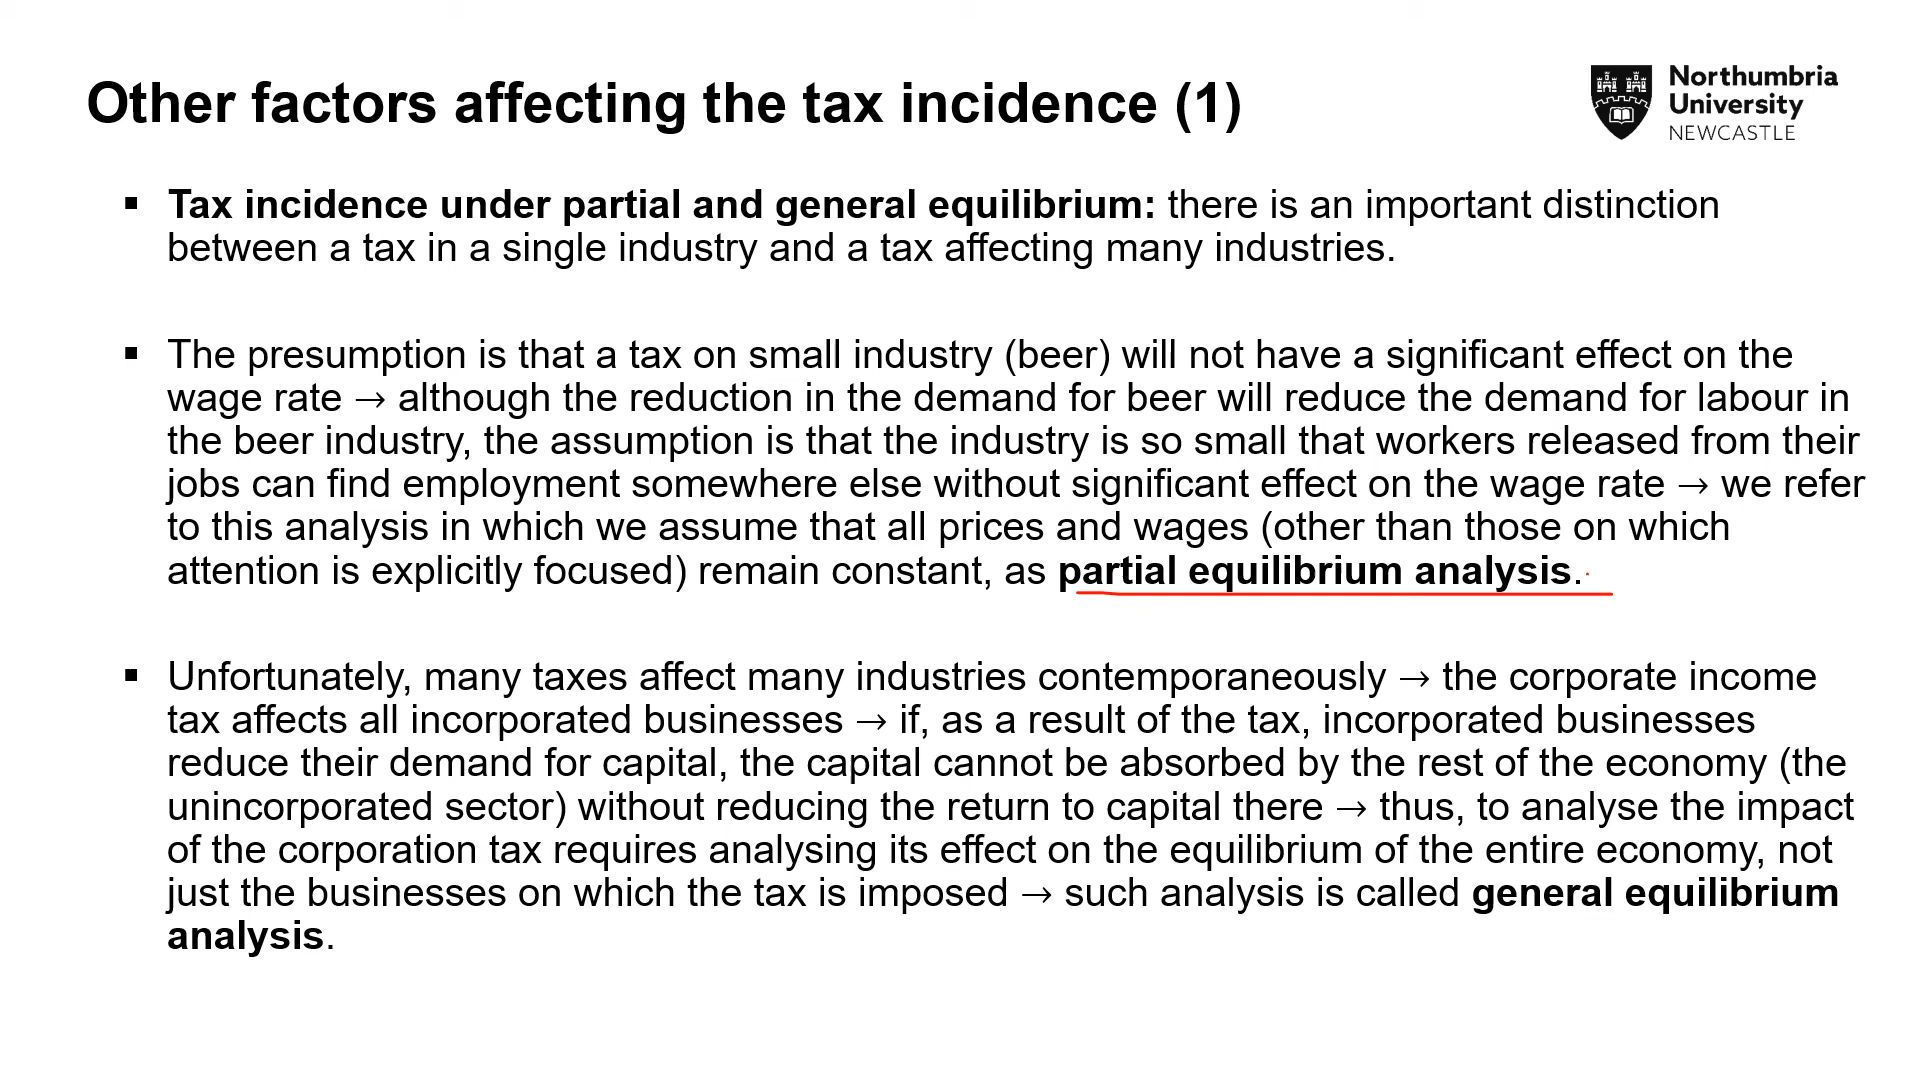 Other factors affecting the tax incidence (1)
Northumbria
University
NEWCASTLE
▪ Tax incidence under partial and general equilibrium: there is an important distinction
between a tax in a single industry and a tax affecting many industries.
▪ The presumption is that a tax on small industry (beer) will not have a significant effect on the
wage rate → although the reduction in the demand for beer will reduce the demand for labour in
the beer industry, the assumption is that the industry is so small that workers released from their
jobs can find employment somewhere else without significant effect on the wage rate → we refer
to this analysis in which we assume that all prices and wages (other than those on which
attention is explicitly focused) remain constant, as partial equilibrium analysis.
▪ Unfortunately, many taxes affect many industries contemporaneously → the corporate income
tax affects all incorporated businesses → if, as a result of the tax, incorporated businesses
reduce their demand for capital, the capital cannot be absorbed by the rest of the economy (the
unincorporated sector) without reducing the return to capital there → thus, to analyse the impact
of the corporation tax requires analysing its effect on the equilibrium of the entire economy, not
just the businesses on which the tax is imposed → such analysis is called general equilibrium
analysis.